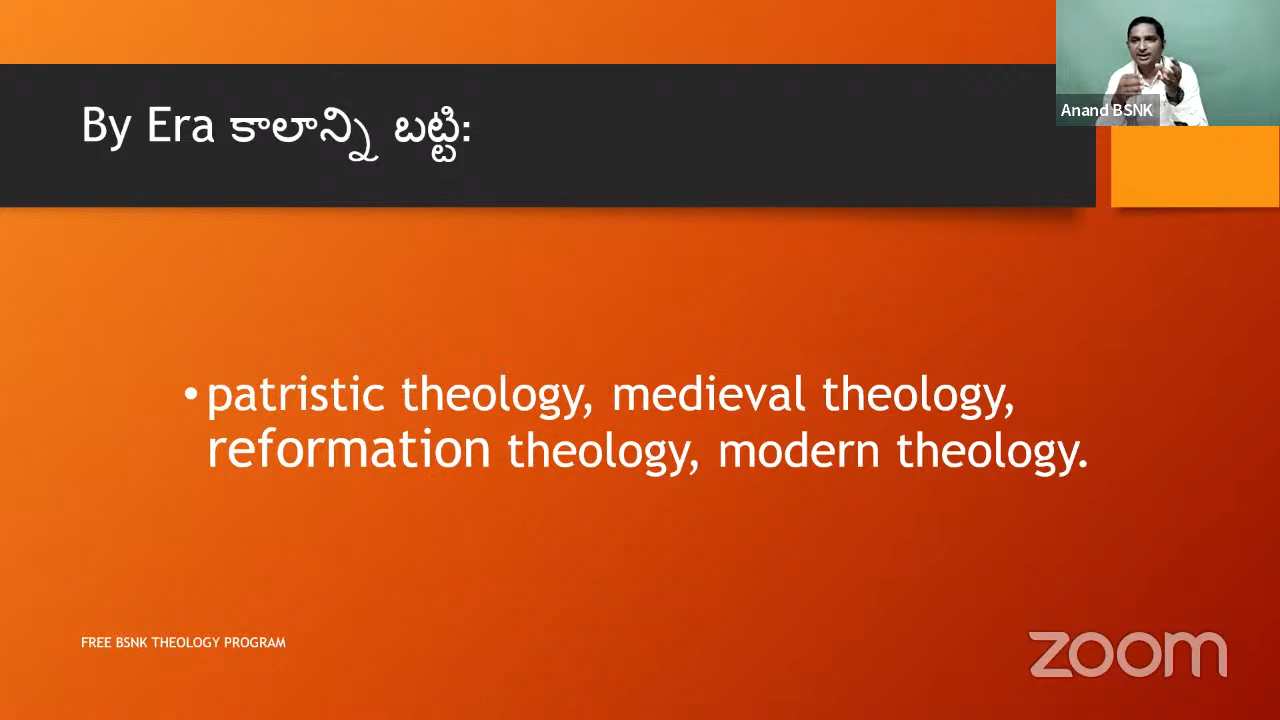 By Era కాలాన్ని బట్టి:
Anand BSNK
• patristic theology, medieval theology,
reformation theology, modern theology.
FREE BSNK THEOLOGY PROGRAM
zoom